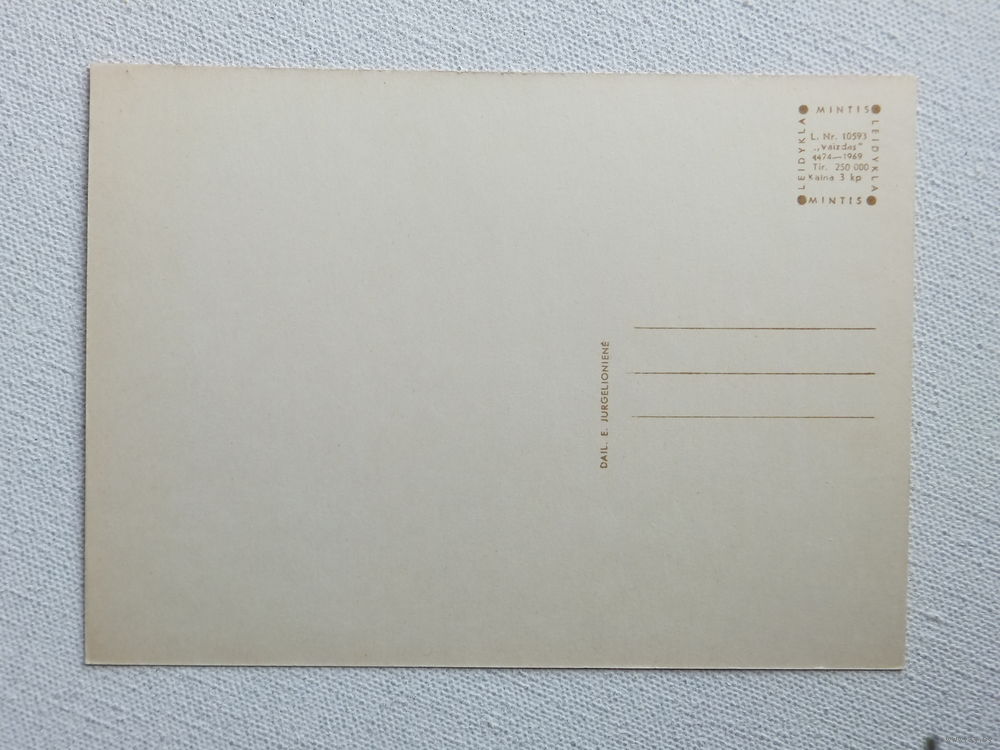 MINTIS
LEIDYKLA
LEIDYKLA
L. Nr. 10593
„Vaizdas"
4474—1969
Tir. 250 000
Kaina 3 kp
MINTIS
DAIL. E. JURGELIONIENĖ